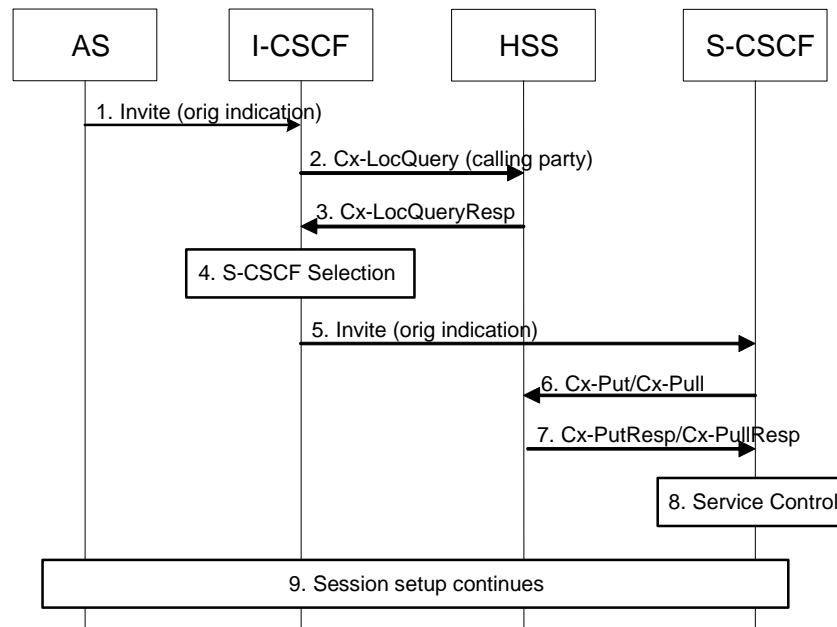 AS
I-CSCF
HSS
S-CSCF
1. Invite (orig indication)
2. Cx-LocQuery (calling party)
3. Cx-LocQueryResp
4. S-CSCF Selection
5. Invite (orig indication)
6. Cx-Put/Cx-Pull
7. Cx-PutResp/Cx-PullResp
8. Service Control
9. Session setup continues